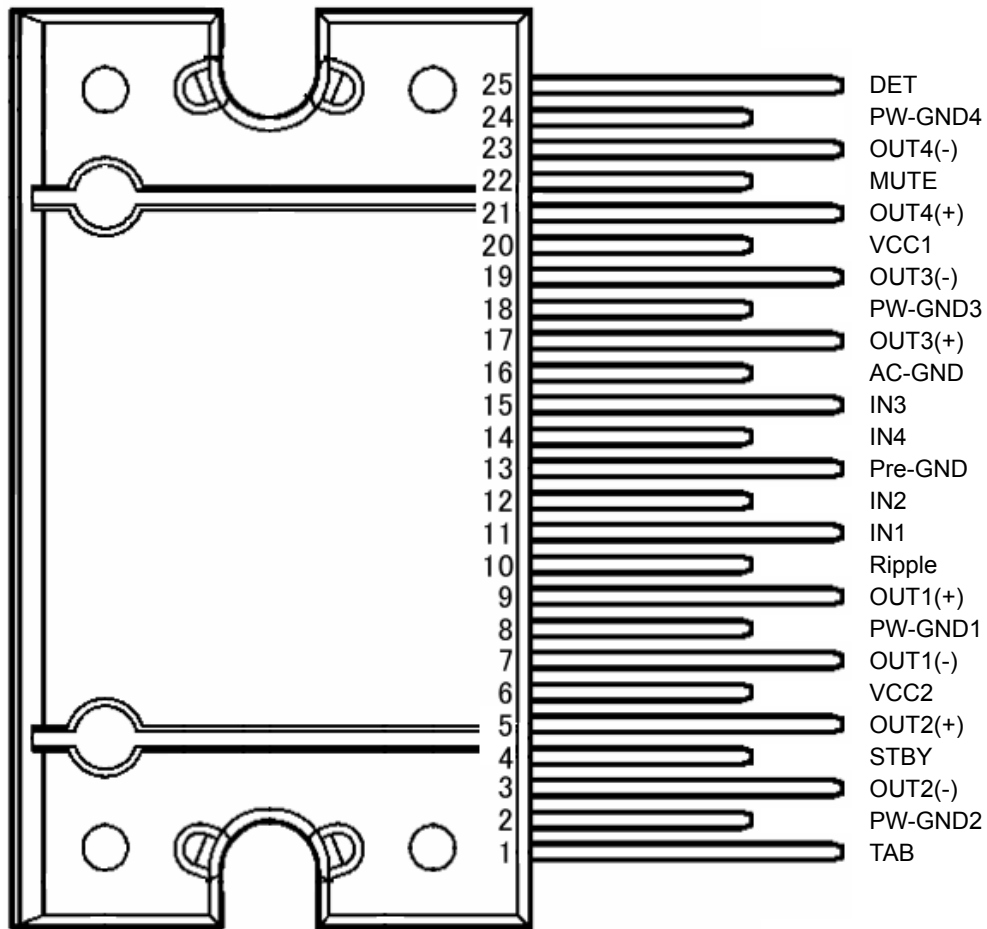 25 DET
24 PW-GND4
23 OUT4(-)
22 MUTE
21 OUT4(+)
20 VCC1
19 OUT3(-)
18 PW-GND3
17 OUT3(+)
16 AC-GND
15 IN3
14 IN4
13 Pre-GND
12 IN2
11 IN1
10 Ripple
9 OUT1(+)
8 PW-GND1
7 OUT1(-)
6 VCC2
5 OUT2(+)
4 STBY
3 OUT2(-)
2 PW-GND2
1 TAB